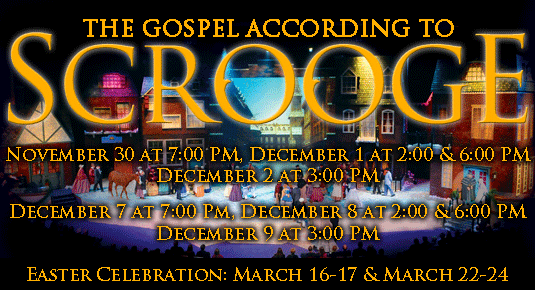 THE GOSPEL ACCORDING TO
SCROOGE
NOVEMBER 30 AT 7:00 PM, DECEMBER 1 AT 2:00 & 6:00 PM
DECEMBER 2 AT 3:00 PM
DECEMBER 7 AT 7:00 PM, DECEMBER 8 AT 2:00 & 6:00 PM
DECEMBER 9 AT 3:00 PM
EASTER CELEBRATION: MARCH 16-17 & MARCH 22-24